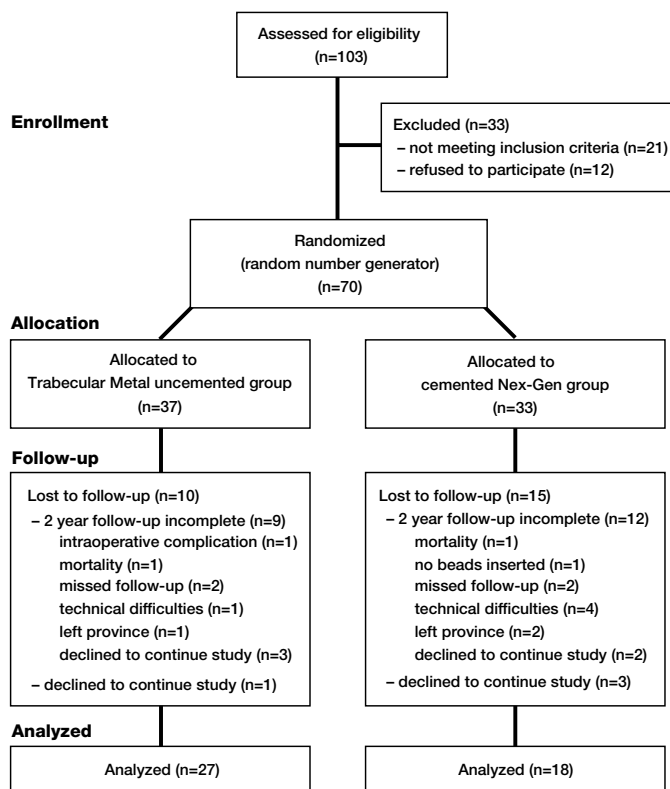 Assessed for eligibility
(n=103)
Enrollment
Excluded (n=33)
– not meeting inclusion criteria (n=21)
– refused to participate (n=12)
Randomized
(random number generator)
(n=70)
Allocation
Allocated to
Trabecular Metal uncemented group
(n=37)
Allocated to
cemented Nex-Gen group
(n=33)
Follow-up
Lost to follow-up (n=10)
– 2 year follow-up incomplete (n=9)
intraoperative complication (n=1)
mortality (n=1)
missed follow-up (n=2)
technical difficulties (n=1)
left province (n=1)
declined to continue study (n=3)
– declined to continue study (n=1)
Lost to follow-up (n=15)
– 2 year follow-up incomplete (n=12)
mortality (n=1)
no beads inserted (n=1)
missed follow-up (n=2)
technical difficulties (n=4)
left province (n=2)
declined to continue study (n=2)
– declined to continue study (n=3)
Analyzed
Analyzed (n=27)
Analyzed (n=18)